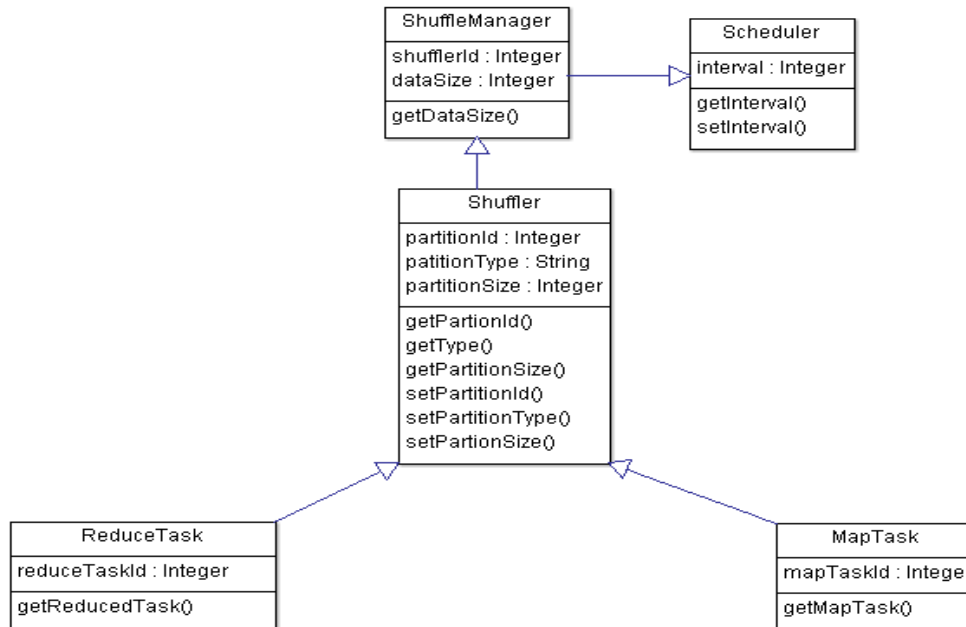 ShuffleManager
shufflerId : Integer
dataSize : Integer
getDataSize()
Scheduler
interval : Integer
getInterval()
setInterval()
Shuffler
partitionId : Integer
patitionType : String
partitionSize : Integer
getPartionId()
getType()
getPartitionSize()
setPartitionId()
setPartitionType()
setPartionSize()
ReduceTask
reduceTaskId : Integer
getReducedTask()
MapTask
mapTaskId : Intege
getMapTask()